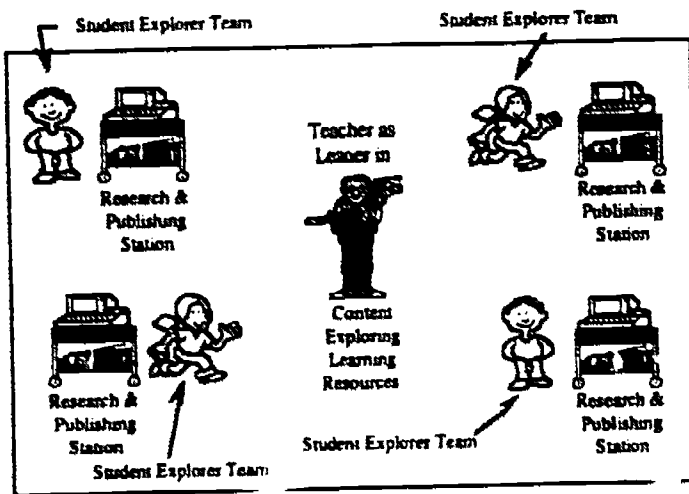 Student Explorer Team
Student Explorer Team
Research &
Publishing
Station
Teacher as
Leaner in
Research &
Publishing
Station
Content
Exploring
Learning
Resources
Research &
Publishing
Station
Student Explorer Team
Student Explorer Team
Research &
Publishing
Station